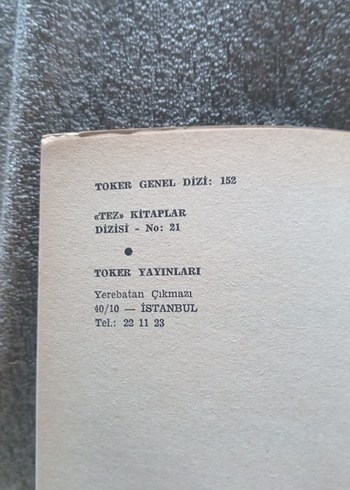 TOKER GENEL DİZİ: 152
«TEZ» KİTAPLAR
DİZİSİ - No: 21
●
TOKER YAYINLARI
Yerebatan Çıkmazı
40/10 — İSTANBUL
Tel.: 22 11 23